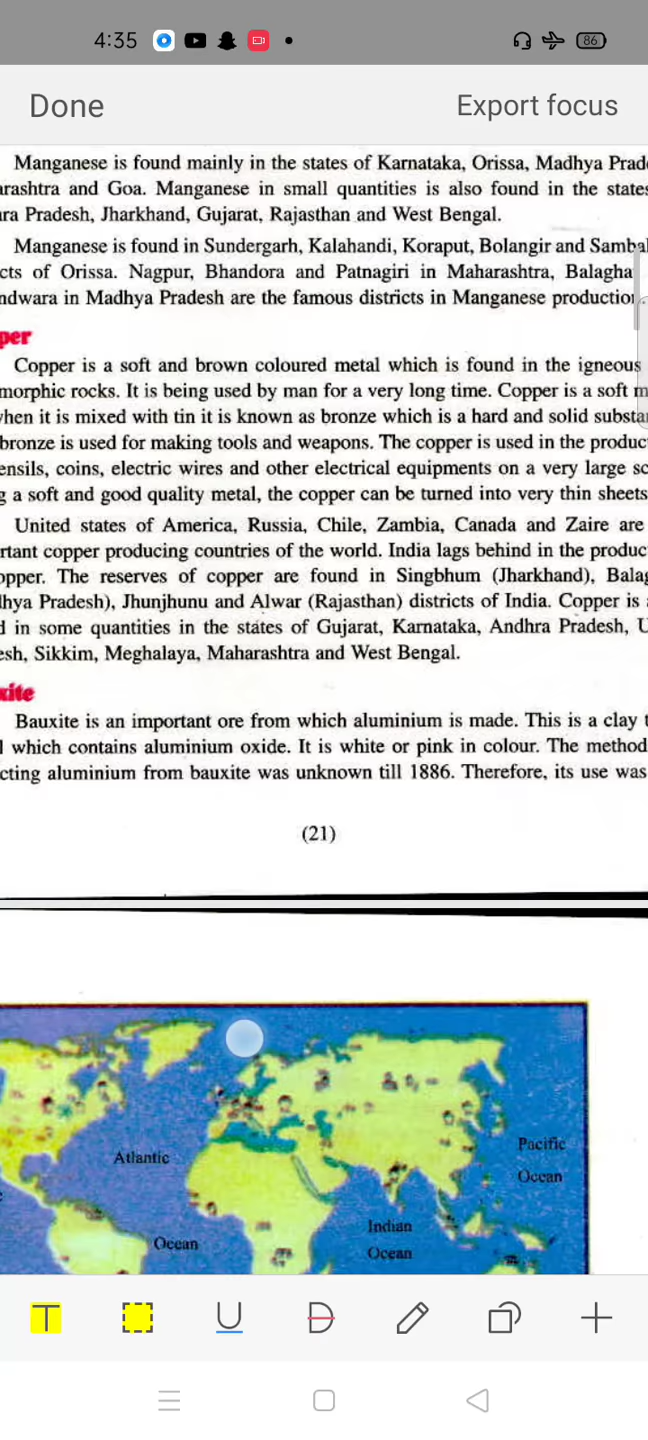 4:35
86
Done Export focus
Manganese is found mainly in the states of Karnataka, Orissa, Madhya Prad
arashtra and Goa. Manganese in small quantities is also found in the states
ra Pradesh, Jharkhand, Gujarat, Rajasthan and West Bengal.
Manganese is found in Sundergarh, Kalahandi, Koraput, Bolangir and Sambal
cts of Orissa. Nagpur, Bhandora and Patnagiri in Maharashtra, Balagha
ndwara in Madhya Pradesh are the famous districts in Manganese production.
per
Copper is a soft and brown coloured metal which is found in the igneous
morphic rocks. It is being used by man for a very long time. Copper is a soft m
when it is mixed with tin it is known as bronze which is a hard and solid substa
bronze is used for making tools and weapons. The copper is used in the produc
ensils, coins, electric wires and other electrical equipments on a very large sc
g a soft and good quality metal, the copper can be turned into very thin sheets
United states of America, Russia, Chile, Zambia, Canada and Zaire are
rtant copper producing countries of the world. India lags behind in the produc
opper. The reserves of copper are found in Singbhum (Jharkhand), Balag
dhya Pradesh), Jhunjhunu and Alwar (Rajasthan) districts of India. Copper is
d in some quantities in the states of Gujarat, Karnataka, Andhra Pradesh, U
esh, Sikkim, Meghalaya, Maharashtra and West Bengal.
xite
Bauxite is an important ore from which aluminium is made. This is a clay t
l which contains aluminium oxide. It is white or pink in colour. The method
cting aluminium from bauxite was unknown till 1886. Therefore, its use was
(21)
Atlantic
Ocean
Pacific
Ocean
Indian
Ocean